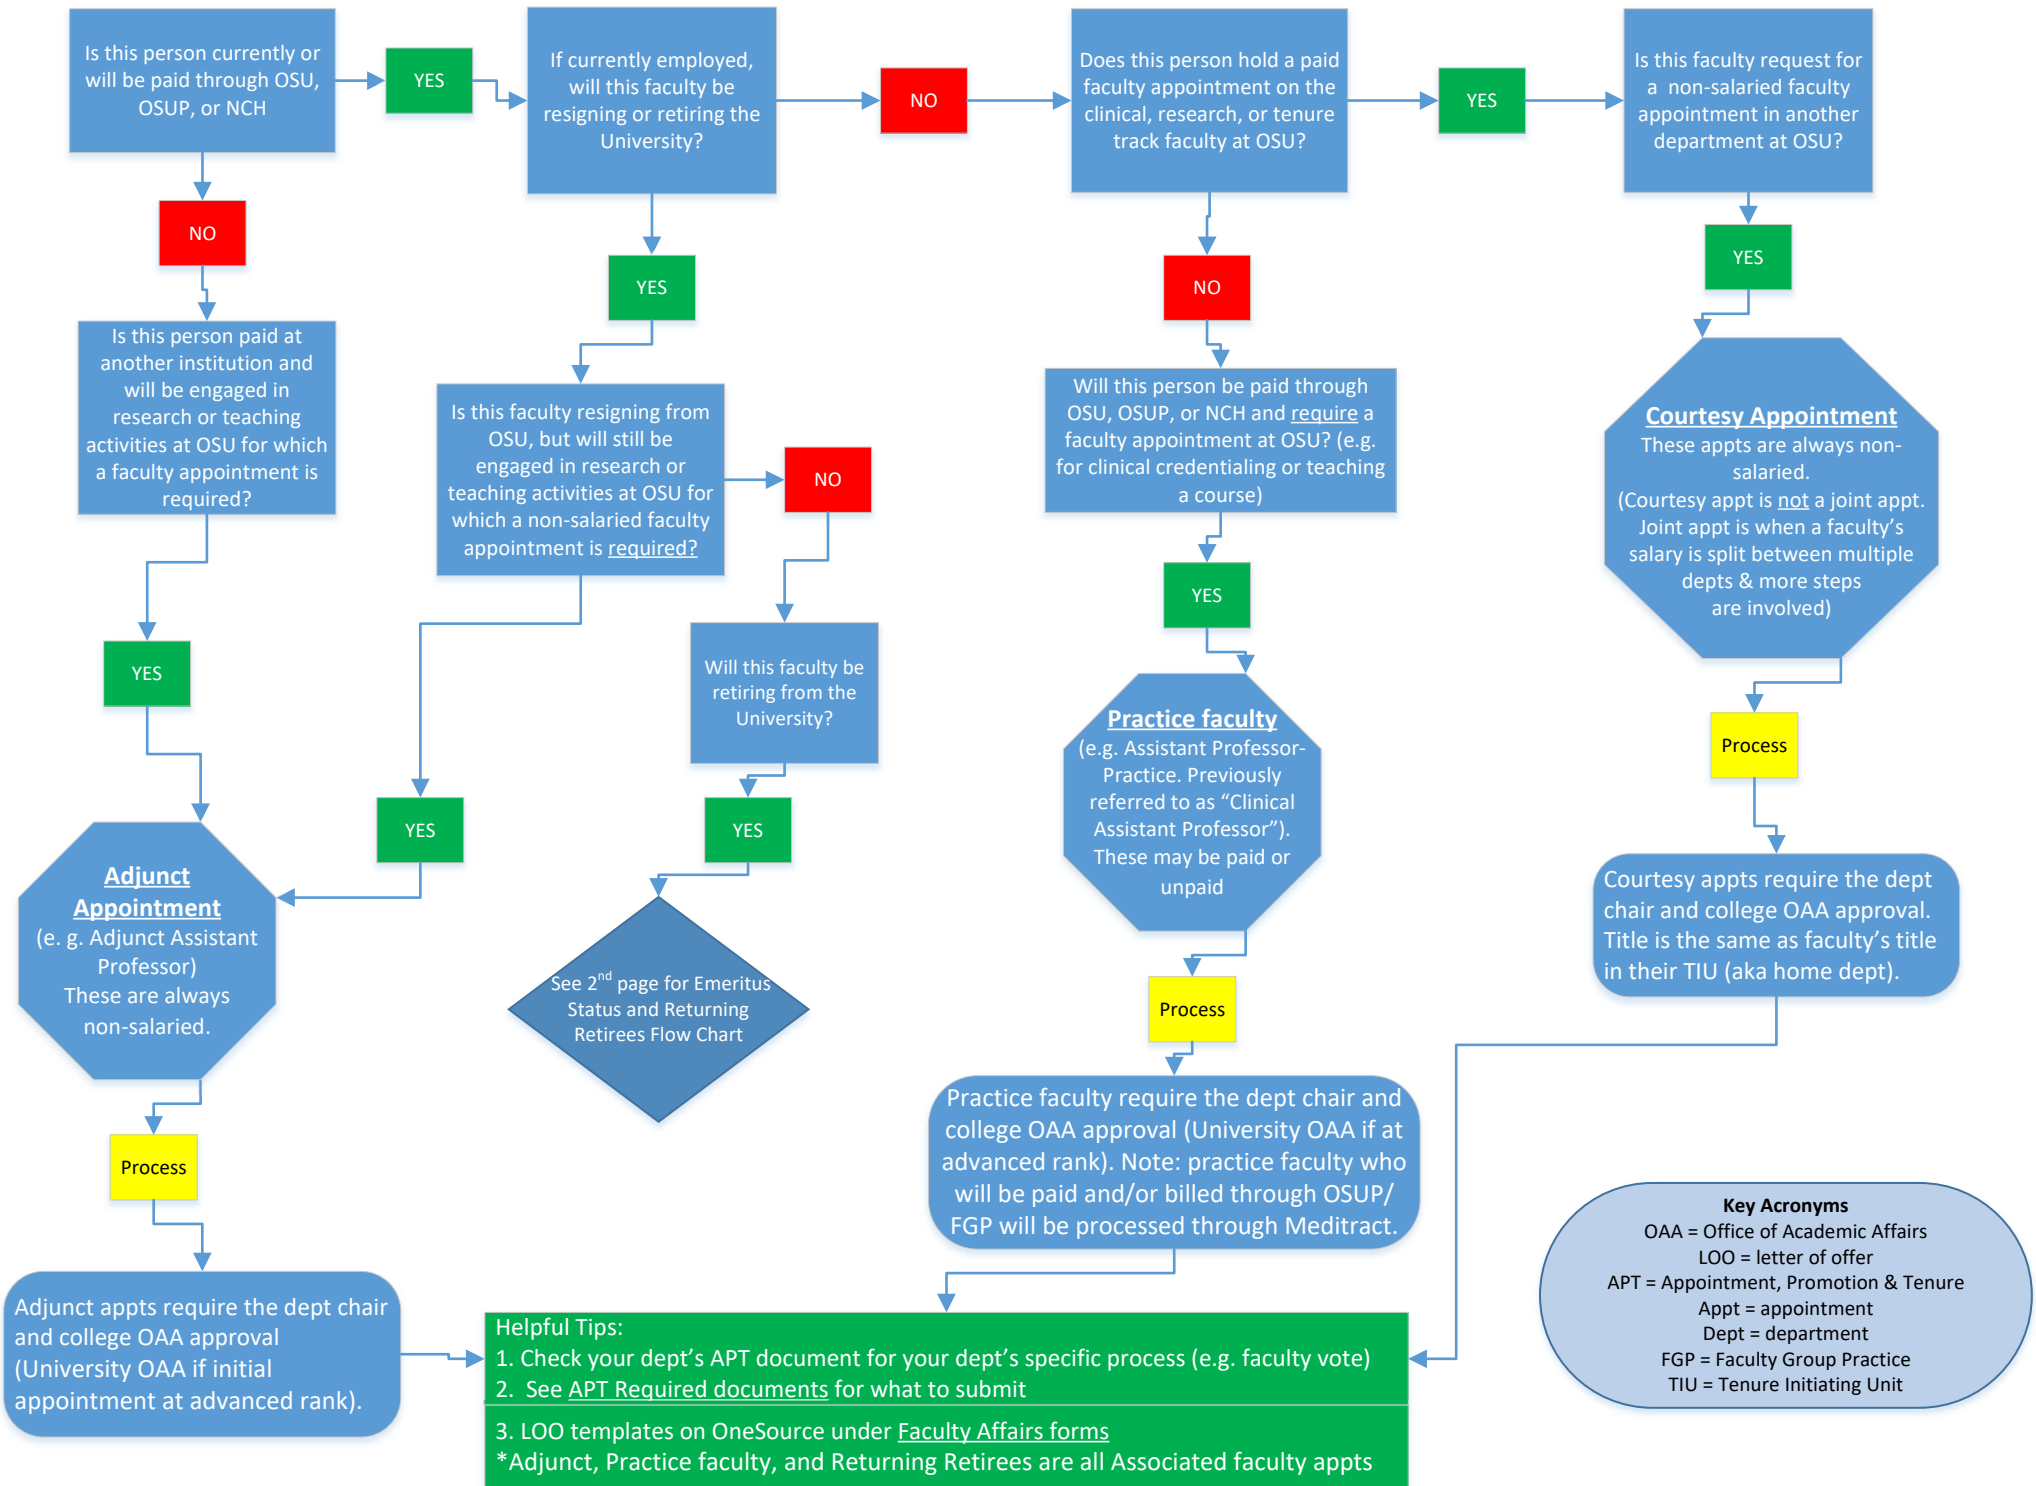 Is this person currently or
will be paid through OSU,
OSUP, or NCH
YES
If currently employed,
will this faculty be
resigning or retiring the
University?
NO
Does this person hold a paid
faculty appointment on the
clinical, research, or tenure
track faculty at OSU?
YES
Is this faculty request for
a  non-salaried faculty
appointment in another
department at OSU?
NO
YES
NO
YES
Is this person paid at
another institution and
will be engaged in
research or teaching
activities at OSU for which
a faculty appointment is
required?
Is this faculty resigning from
OSU, but will still be
engaged in research or
teaching activities at OSU for
which a non-salaried faculty
appointment is required?
NO
Will this person be paid through
OSU, OSUP, or NCH and require a
faculty appointment at OSU? (e.g.
for clinical credentialing or teaching
a course)
Courtesy Appointment
These appts are always non-
salaried.
(Courtesy appt is not a joint appt.
Joint appt is when a faculty’s
salary is split between multiple
depts & more steps
are involved)
YES
YES
Will this faculty be
retiring from the
University?
Practice faculty
(e.g. Assistant Professor-
Practice. Previously
referred to as “Clinical
Assistant Professor”).
These may be paid or
unpaid
Process
YES
YES
Adjunct
Appointment
(e. g. Adjunct Assistant
Professor)
These are always
non-salaried.
See 2nd page for Emeritus
Status and Returning
Retirees Flow Chart
Courtesy appts require the dept
chair and college OAA approval.
Title is the same as faculty’s title
in their TIU (aka home dept).
Process
Process
Practice faculty require the dept chair and
college OAA approval (University OAA if at
advanced rank). Note: practice faculty who
will be paid and/or billed through OSUP/
FGP will be processed through Meditract.
Adjunct appts require the dept chair
and college OAA approval
(University OAA if initial
appointment at advanced rank).
Helpful Tips:
1. Check your dept’s APT document for your dept’s specific process (e.g. faculty vote)
2.  See APT Required documents for what to submit
3. LOO templates on OneSource under Faculty Affairs forms
*Adjunct, Practice faculty, and Returning Retirees are all Associated faculty appts
Key Acronyms
OAA = Office of Academic Affairs
LOO = letter of offer
APT = Appointment, Promotion & Tenure
Appt = appointment
Dept = department
FGP = Faculty Group Practice
TIU = Tenure Initiating Unit